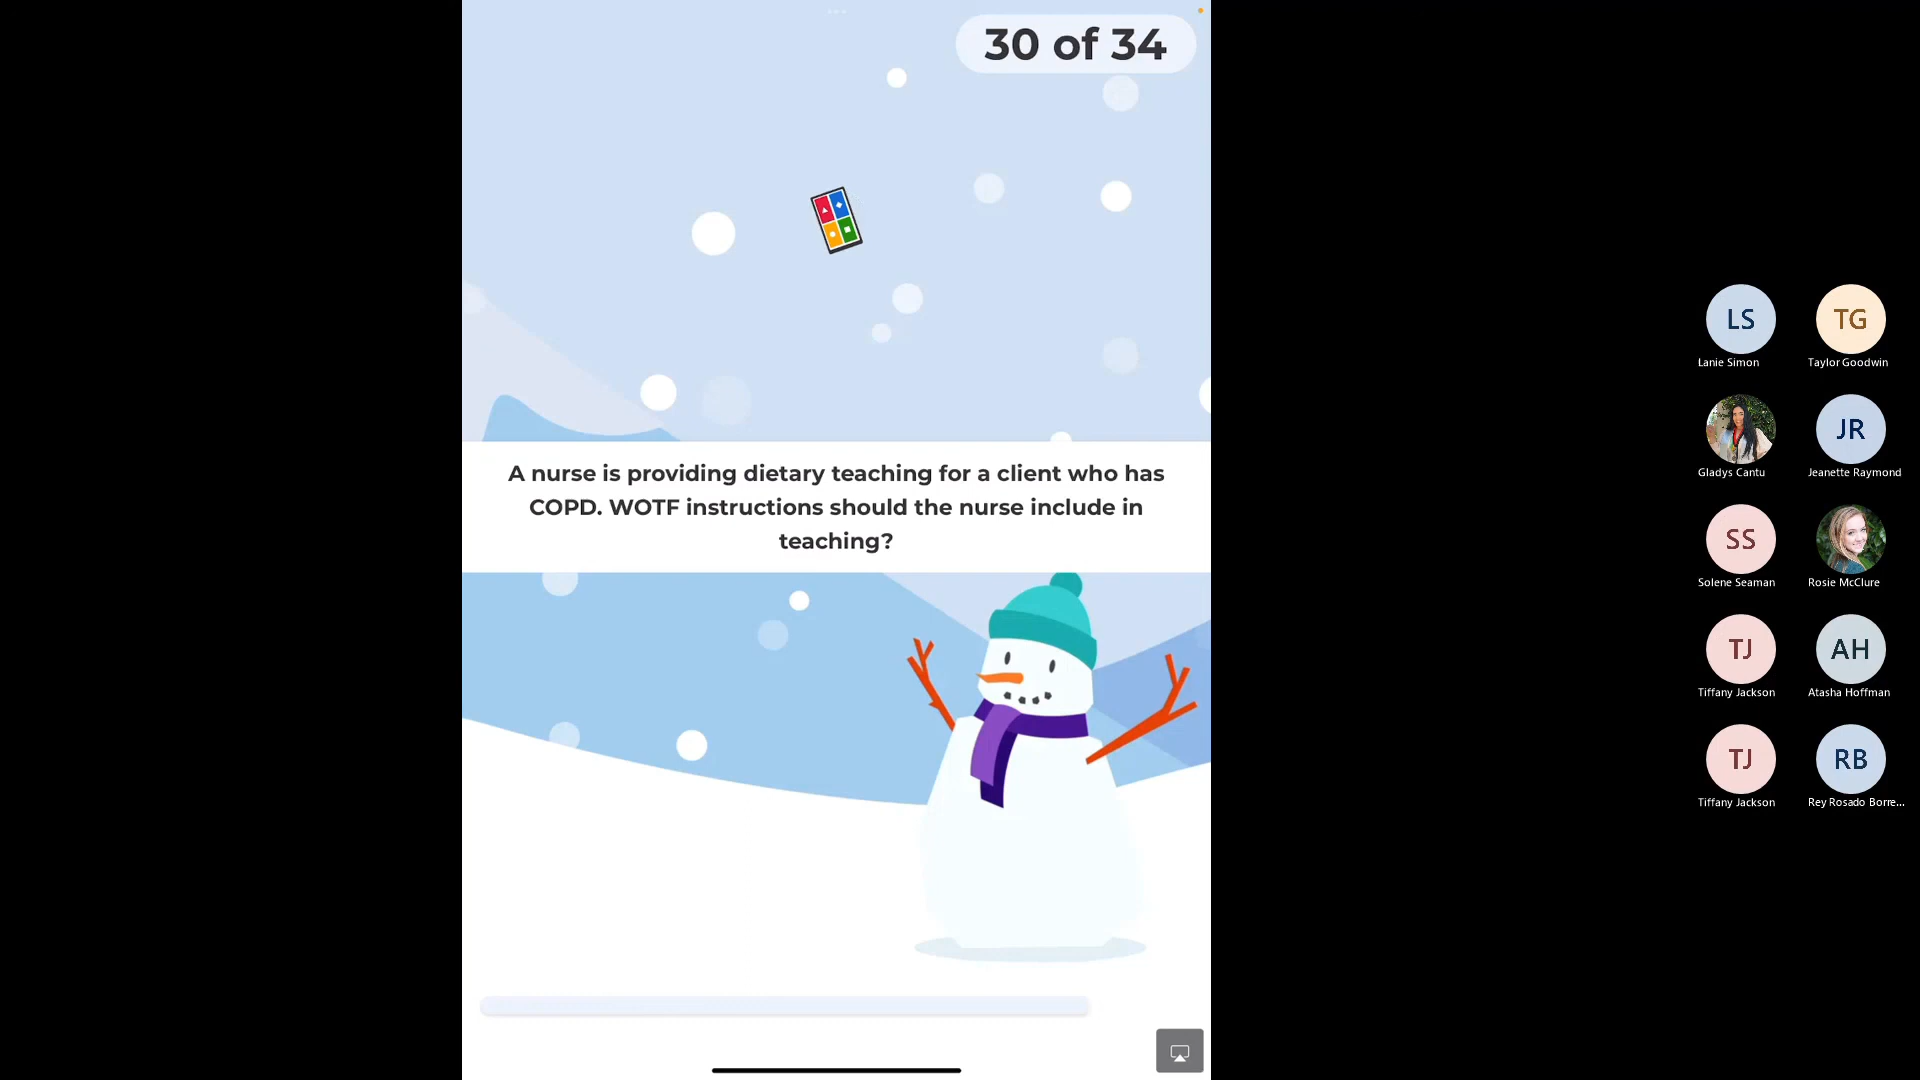 30 of 34
A nurse is providing dietary teaching for a client who has
COPD. WOTF instructions should the nurse include in
teaching?
LS
Lanie Simon
TG
Taylor Goodwin
Gladys Cantu
JR
Jeanette Raymond
SS
Solene Seaman
Rosie McClure
TJ
Tiffany Jackson
AH
Atasha Hoffman
TJ
Tiffany Jackson
RB
Rey Rosado Borre...